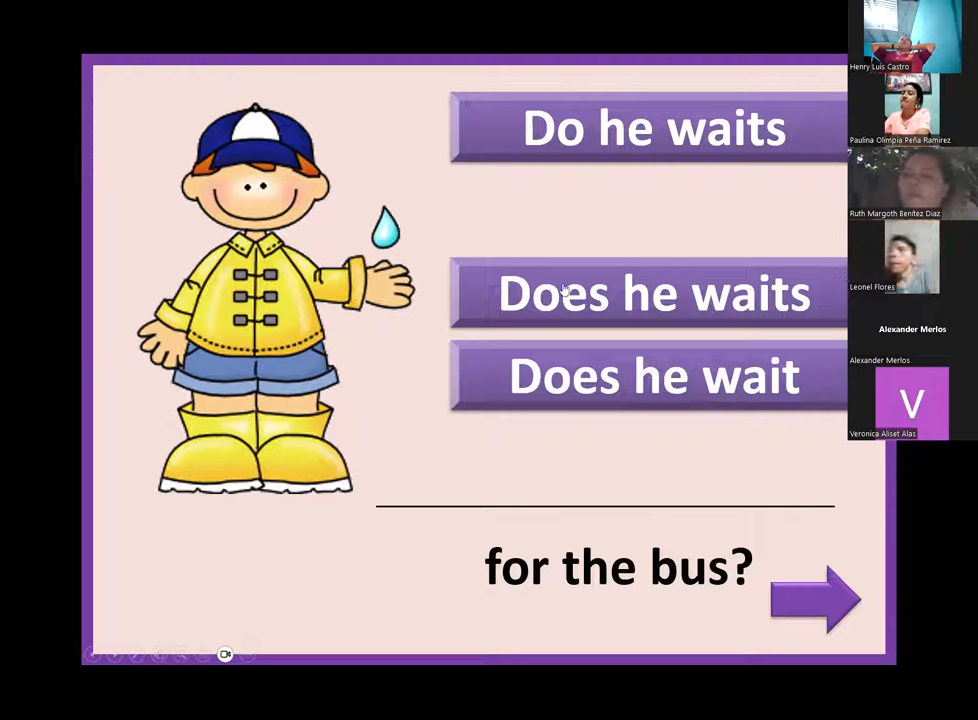 Do he waits
Does he waits
Does he wait
for the bus?
Henry Luis Castro
Paulina Olimpia Peña Ramirez
Ruth Margoth Benítez Diaz
Leonel Flores
Alexander Merlos
Alexander Merlos
V
Veronica Aliset Alas